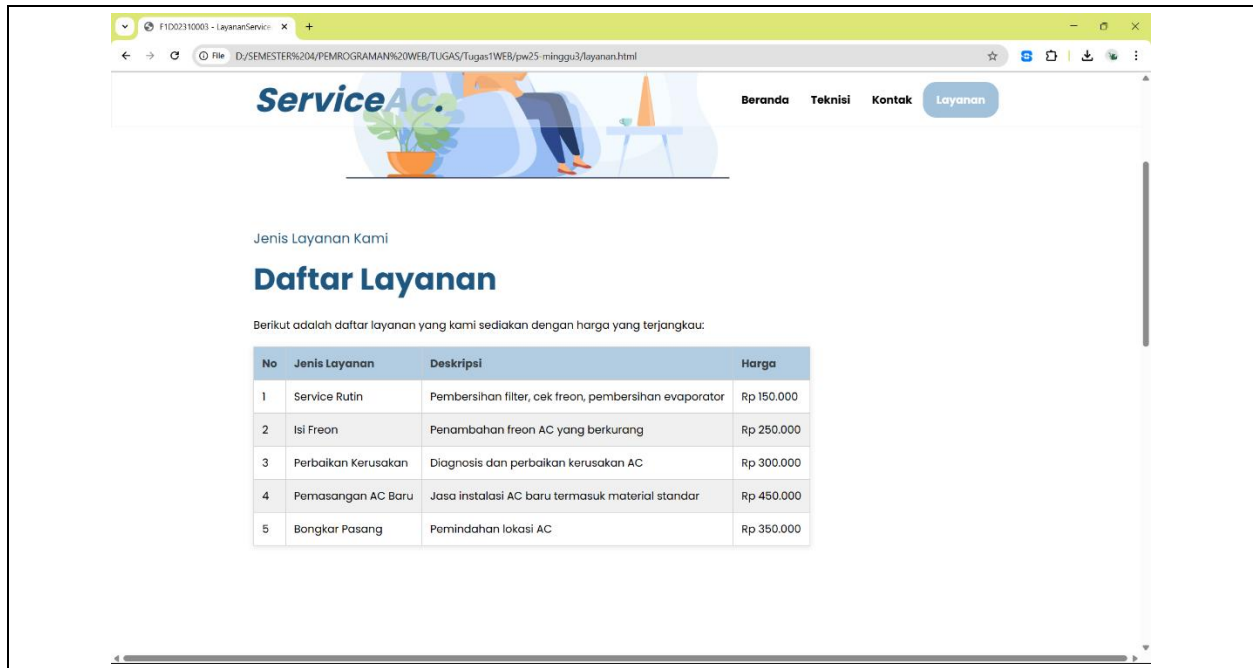 F1D02310003 - LayananService
File D:/SEMESTER%204/PEMROGRAMAN%20WEB/TUGAS/Tugas1WEB/pw25-minggu3/layanan.html
ServiceAC. Beranda Teknisi Kontak Layanan
Jenis Layanan Kami
Daftar Layanan
Berikut adalah daftar layanan yang kami sediakan dengan harga yang terjangkau:
No Jenis Layanan Deskripsi Harga
1 Service Rutin Pembersihan filter, cek freon, pembersihan evaporator Rp 150.000
2 Isi Freon Penambahan freon AC yang berkurang Rp 250.000
3 Perbaikan Kerusakan Diagnosis dan perbaikan kerusakan AC Rp 300.000
4 Pemasangan AC Baru Jasa instalasi AC baru termasuk material standar Rp 450.000
5 Bongkar Pasang Pemindahan lokasi AC Rp 350.000